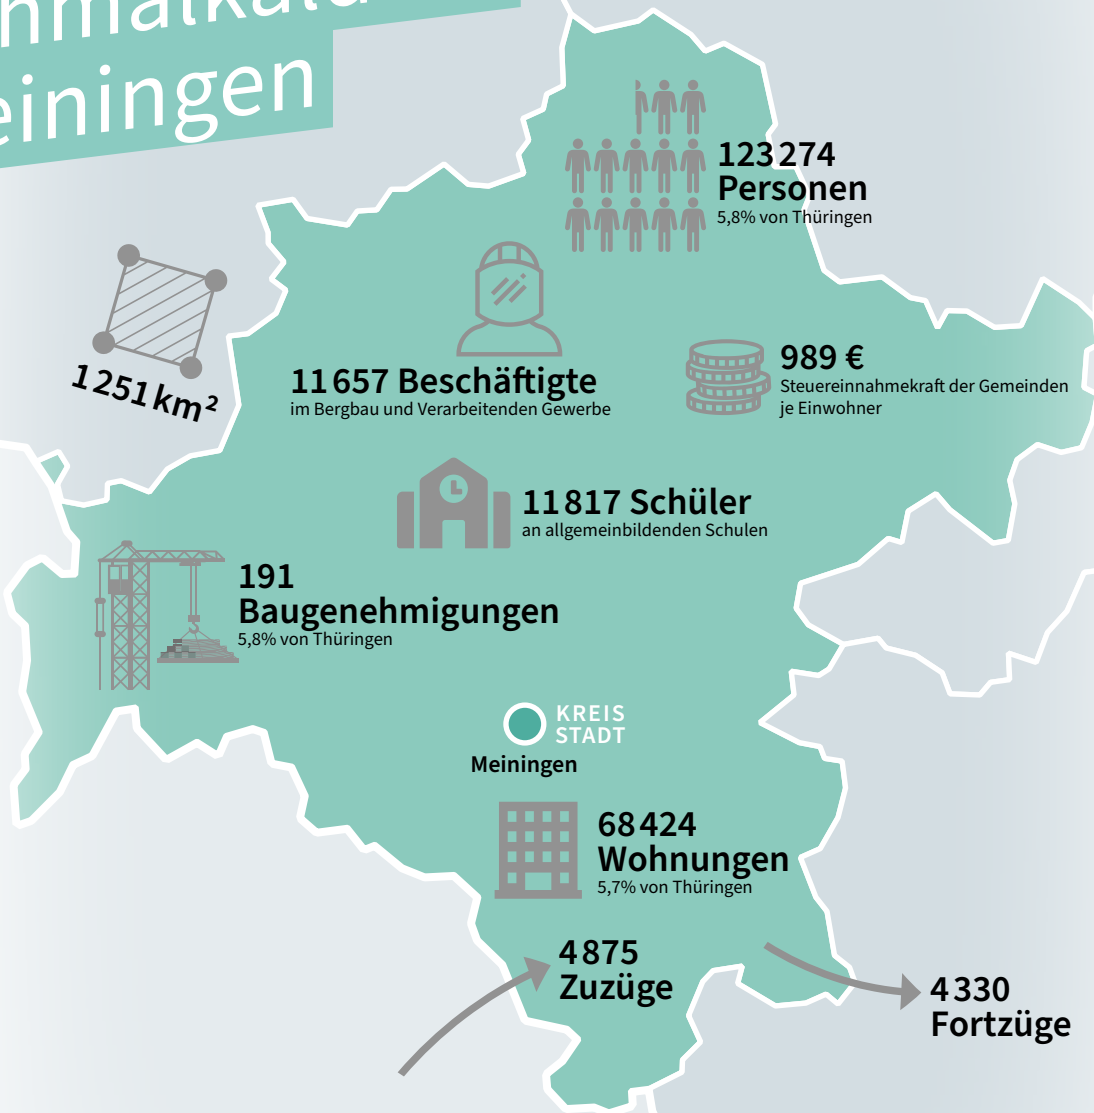 einingen
123 274
Personen
5,8% von Thüringen
1 251 km²
11 657 Beschäftigte
im Bergbau und Verarbeitenden Gewerbe
989 €
Steuereinnahmekraft der Gemeinden
je Einwohner
11 817 Schüler
an allgemeinbildenden Schulen
191
Baugenehmigungen
5,8% von Thüringen
KREIS
STADT
Meiningen
68 424
Wohnungen
5,7% von Thüringen
4 875
Zuzüge
4 330
Fortzüge